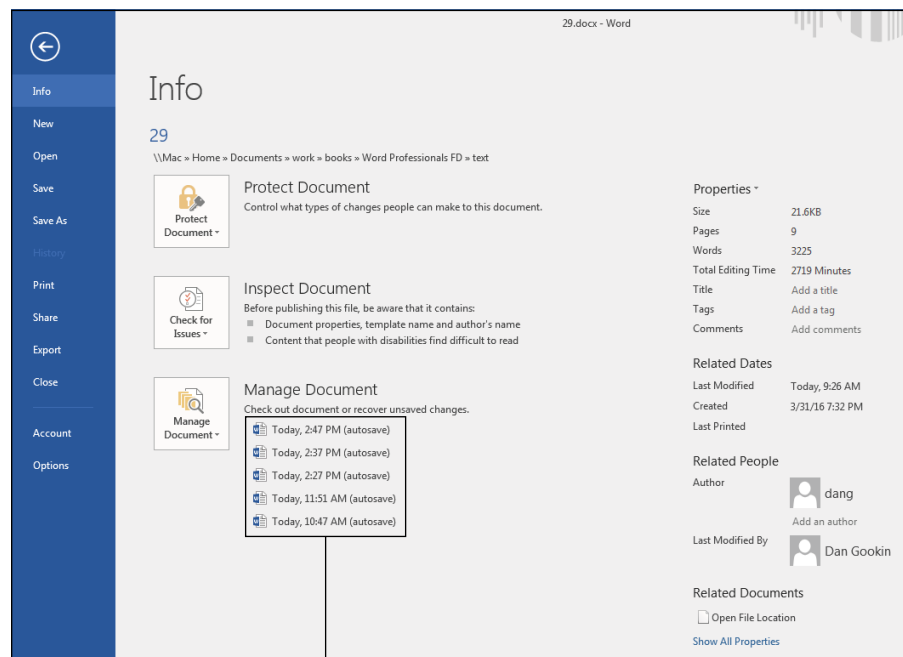 29.docx - Word
Info
New
Open
Save
Save As
History
Print
Share
Export
Close
Account
Options
Info
29
\\Mac » Home » Documents » work » books » Word Professionals FD » text
Protect Document
Protect Document
Control what types of changes people can make to this document.
Check for Issues
Inspect Document
Before publishing this file, be aware that it contains:
Document properties, template name and author's name
Content that people with disabilities find difficult to read
Manage Document
Manage Document
Check out document or recover unsaved changes.
Today, 2:47 PM (autosave)
Today, 2:37 PM (autosave)
Today, 2:27 PM (autosave)
Today, 11:51 AM (autosave)
Today, 10:47 AM (autosave)
Properties
Size 21.6KB
Pages 9
Words 3225
Total Editing Time 2719 Minutes
Title Add a title
Tags Add a tag
Comments Add comments
Related Dates
Last Modified Today, 9:26 AM
Created 3/31/16 7:32 PM
Last Printed
Related People
Author dang
Add an author
Last Modified By Dan Gookin
Related Documents
Open File Location
Show All Properties